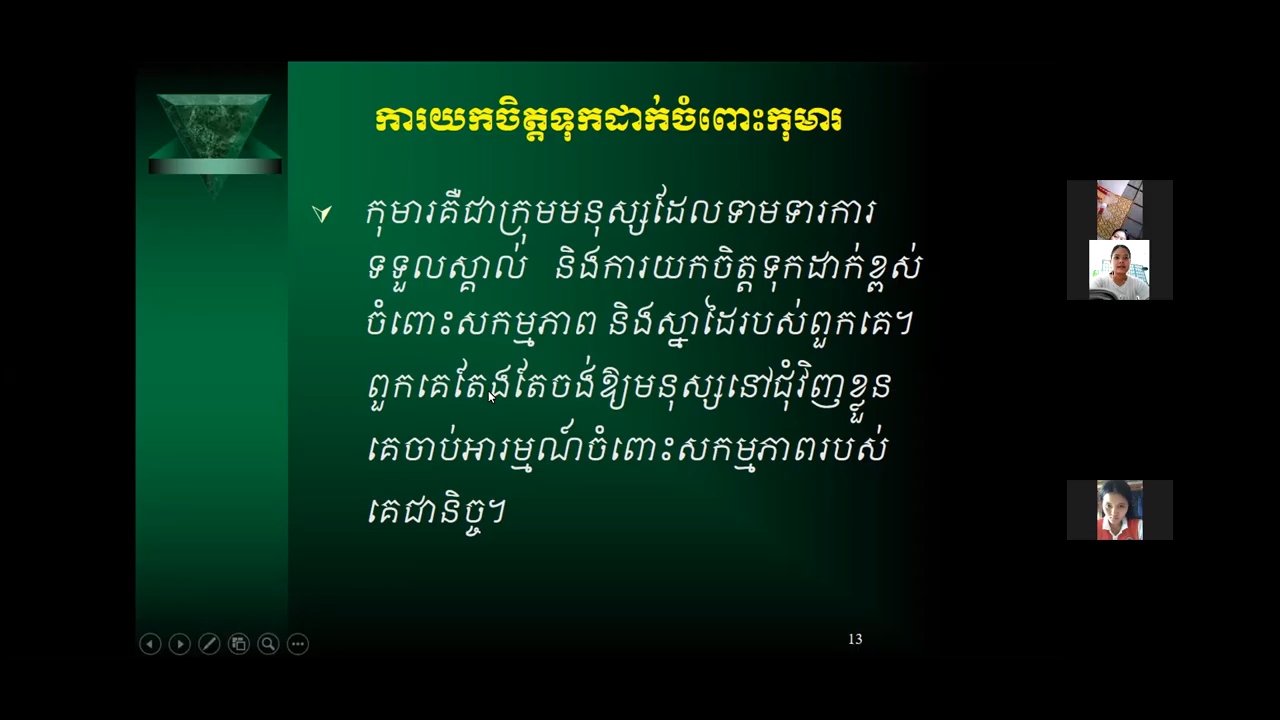 ការយកចិត្តទុកដាក់ចំពោះកុមារ
កុមារគឺជាក្រុមមនុស្សដែលទាមទារការ
ទទួលស្គាល់ និងការយកចិត្តទុកដាក់ខ្ពស់
ចំពោះសកម្មភាព និងស្នាដៃរបស់ពួកគេ។
ពួកគេតែងតែចង់ឱ្យមនុស្សនៅជុំវិញខ្លួន
គេចាប់អារម្មណ៍ចំពោះសកម្មភាពរបស់
គេជានិច្ច។
13